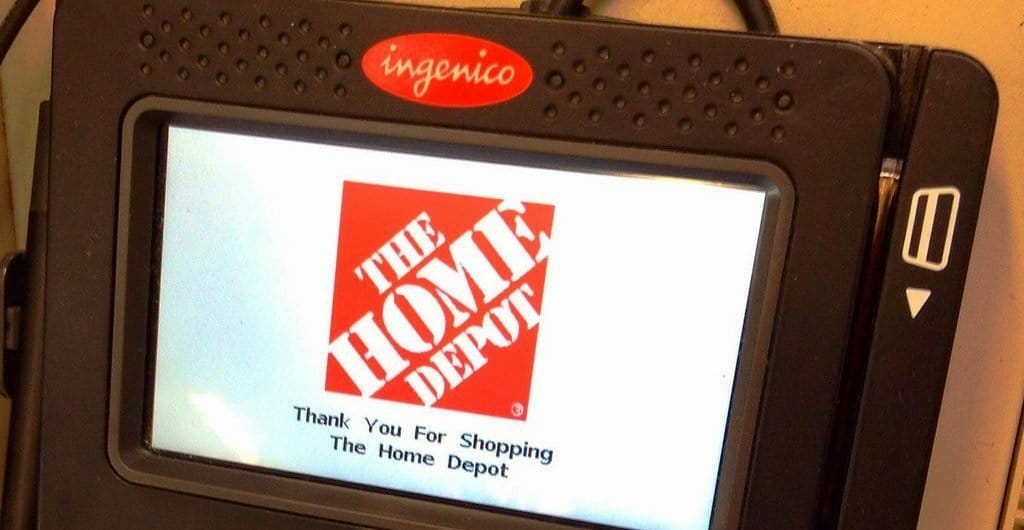 ingenico
THE
HOME
DEPOT
®
Thank You For Shopping
The Home Depot